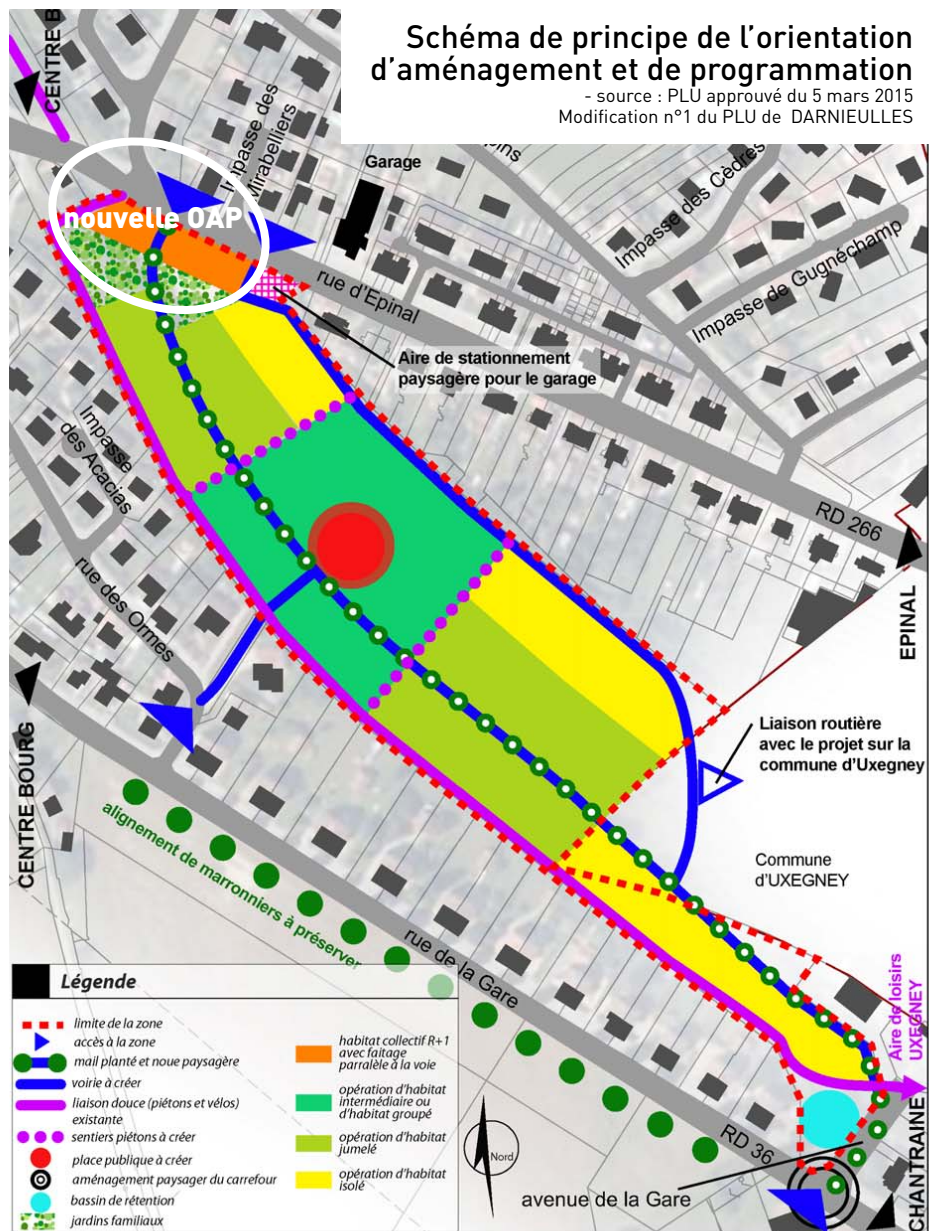 Schéma de principe de l'orientation
d'aménagement et de programmation
- source : PLU approuvé du 5 mars 2015
Modification n°1 du PLU de DARNIEULLES
CENTRE B
Impasse des
Mirabelliers
Garage
nouvelle OAP
rue d'Epinal
Impasse des Cèdres
Impasse de Gugnéchamp
Aire de stationnement
paysagère pour le garage
Impasse
des Acacias
rue des Ormes
RD 266
EPINAL
CENTRE BOURG
Liaison routière
avec le projet sur la
commune d'Uxegney
Commune
d'UXEGNEY
alignement de marronniers à préserver
rue de la Gare
Aire de loisirs
UXEGNEY
RD 36
avenue de la Gare
CHANTRAINE
Nord
Légende
limite de la zone
accès à la zone
mail planté et noue paysagère
voirie à créer
liaison douce (piétons et vélos)
existante
sentiers piétons à créer
place publique à créer
aménagement paysager du carrefour
bassin de rétention
jardins familiaux
habitat collectif R+1
avec faitage
parralèle à la voie
opération d'habitat
intermédiaire ou
d'habitat groupé
opération d'habitat
jumelé
opération d'habitat
isolé